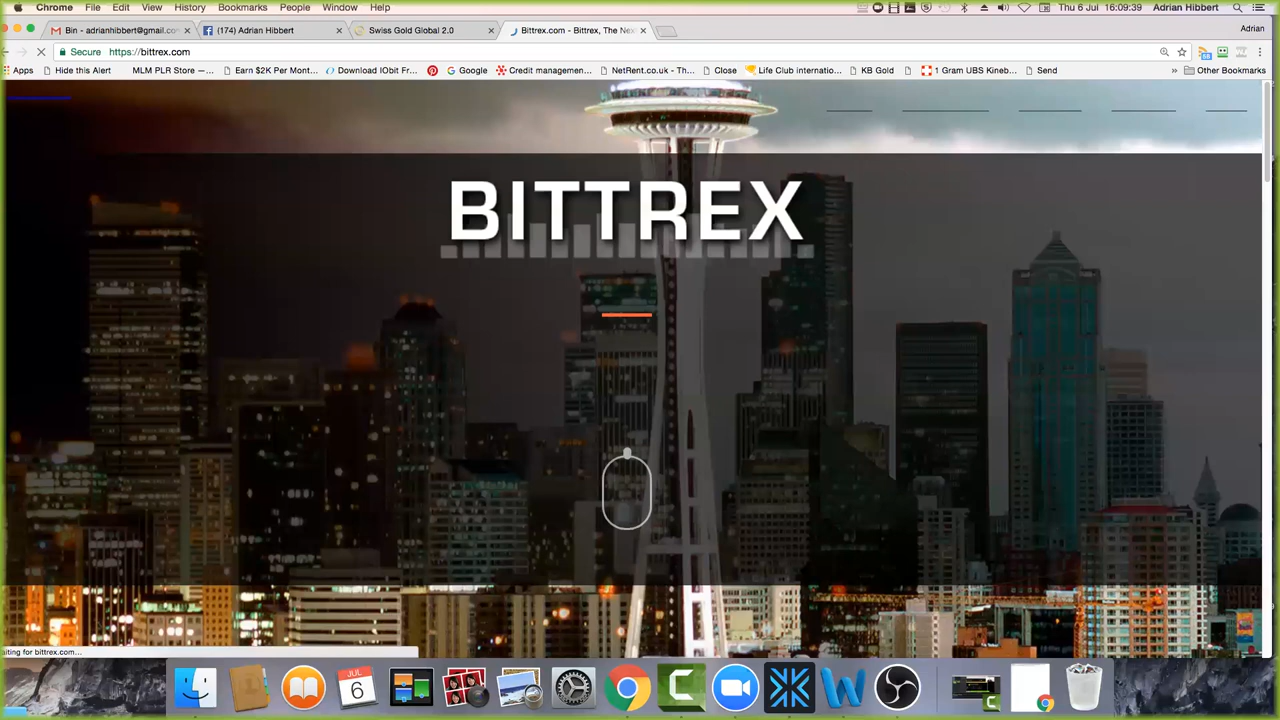 Chrome File Edit View History Bookmarks People Window Help Thu 6 Jul 16:09:39 Adrian Hibbert
Bin - adrianhibbert@gmail.co (174) Adrian Hibbert Swiss Gold Global 2.0 Bittrex.com - Bittrex, The Nex Adrian
Secure https://bittrex.com
Apps Hide this Alert MLM PLR Store —... Earn $2K Per Mont... Download IObit Fr... Google Credit managemen... NetRent.co.uk - Th... Close Life Club internatio... KB Gold 1 Gram UBS Kineb... Send » Other Bookmarks
BITTREX
aiting for bittrex.com...
JUL
6